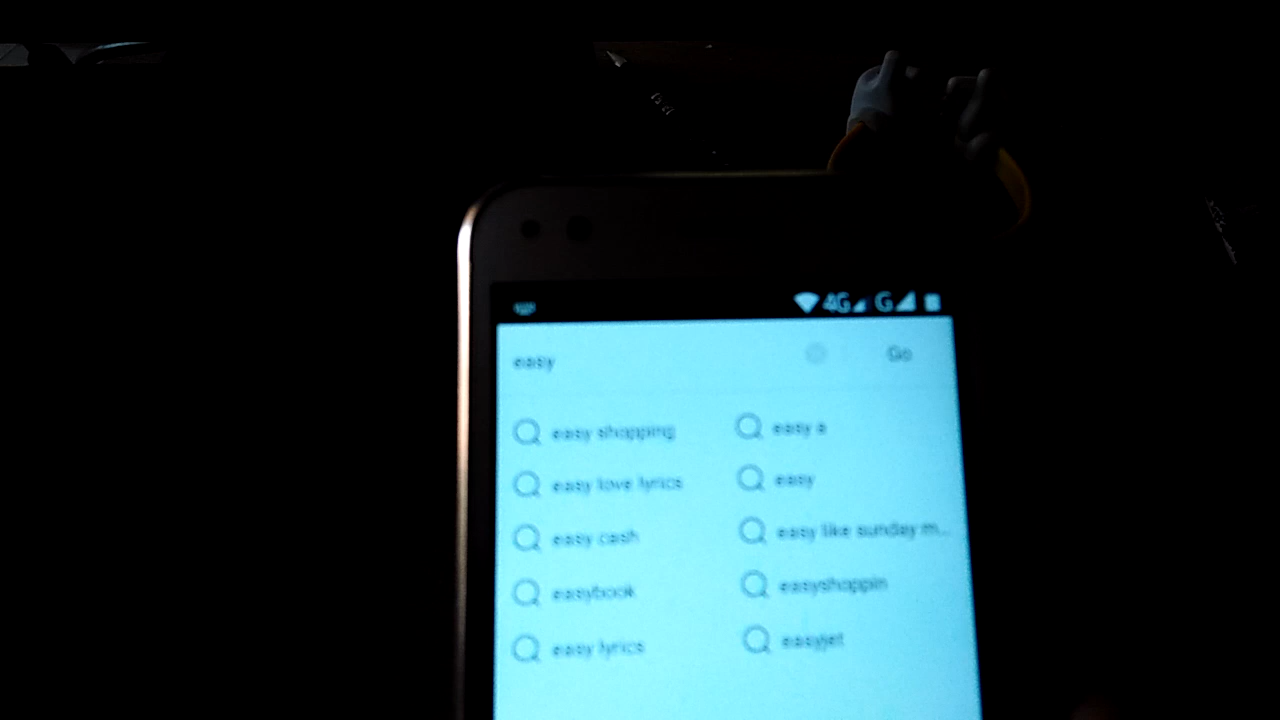 4G G
easy Go
easy shopping easy a
easy love lyrics easy
easy cash easy like sunday m...
easybook easyshoppin
easy lyrics easyjet